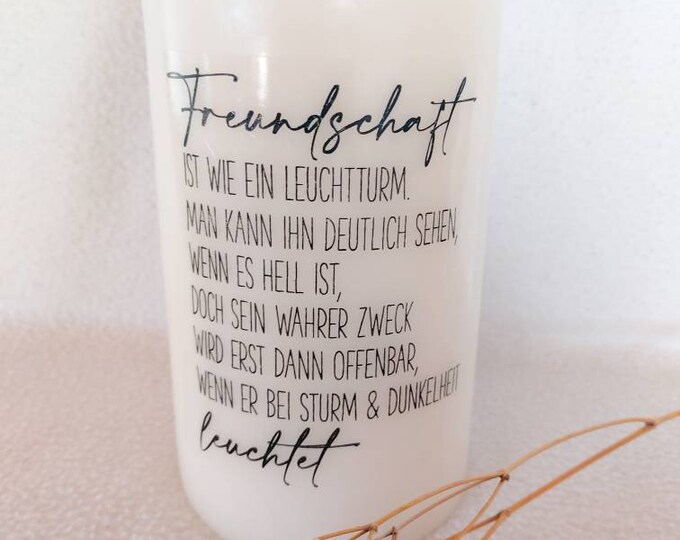 Freundschaft
IST WIE EIN LEUCHTTURM.
MAN KANN IHN DEUTLICH SEHEN,
WENN ES HELL IST,
DOCH SEIN WAHRER ZWECK
WIRD ERST DANN OFFENBAR,
WENN ER BEI STURM & DUNKELHEIT
leuchtet